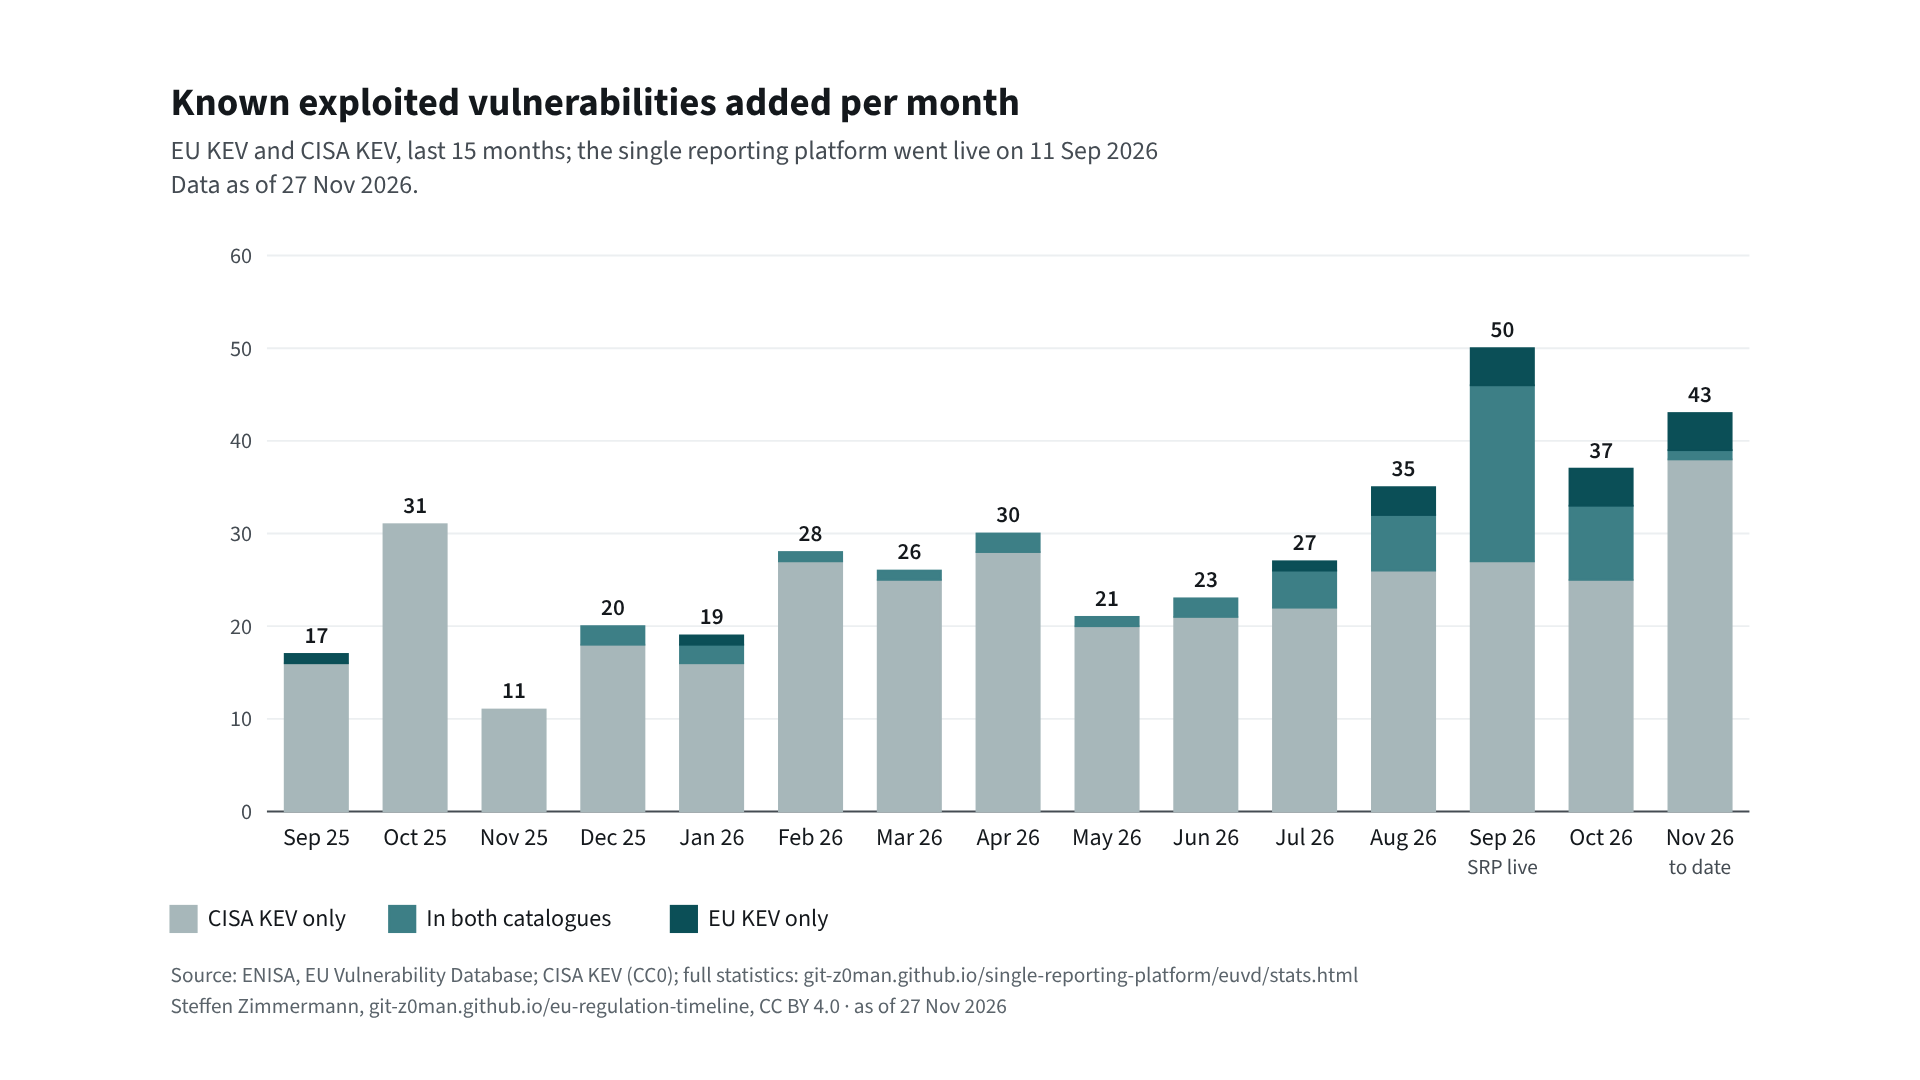 Known exploited vulnerabilities added per month
EU KEV and CISA KEV, last 15 months; the single reporting platform went live on 11 Sep 2026
Data as of 27 Nov 2026.
60
50
40
30
20
10
0
17
31
11
20
19
28
26
30
21
23
27
35
50
37
43
Sep 25
Oct 25
Nov 25
Dec 25
Jan 26
Feb 26
Mar 26
Apr 26
May 26
Jun 26
Jul 26
Aug 26
Sep 26
SRP live
Oct 26
Nov 26
to date
CISA KEV only
In both catalogues
EU KEV only
Source: ENISA, EU Vulnerability Database; CISA KEV (CC0); full statistics: git-z0man.github.io/single-reporting-platform/euvd/stats.html
Steffen Zimmermann, git-z0man.github.io/eu-regulation-timeline, CC BY 4.0 · as of 27 Nov 2026